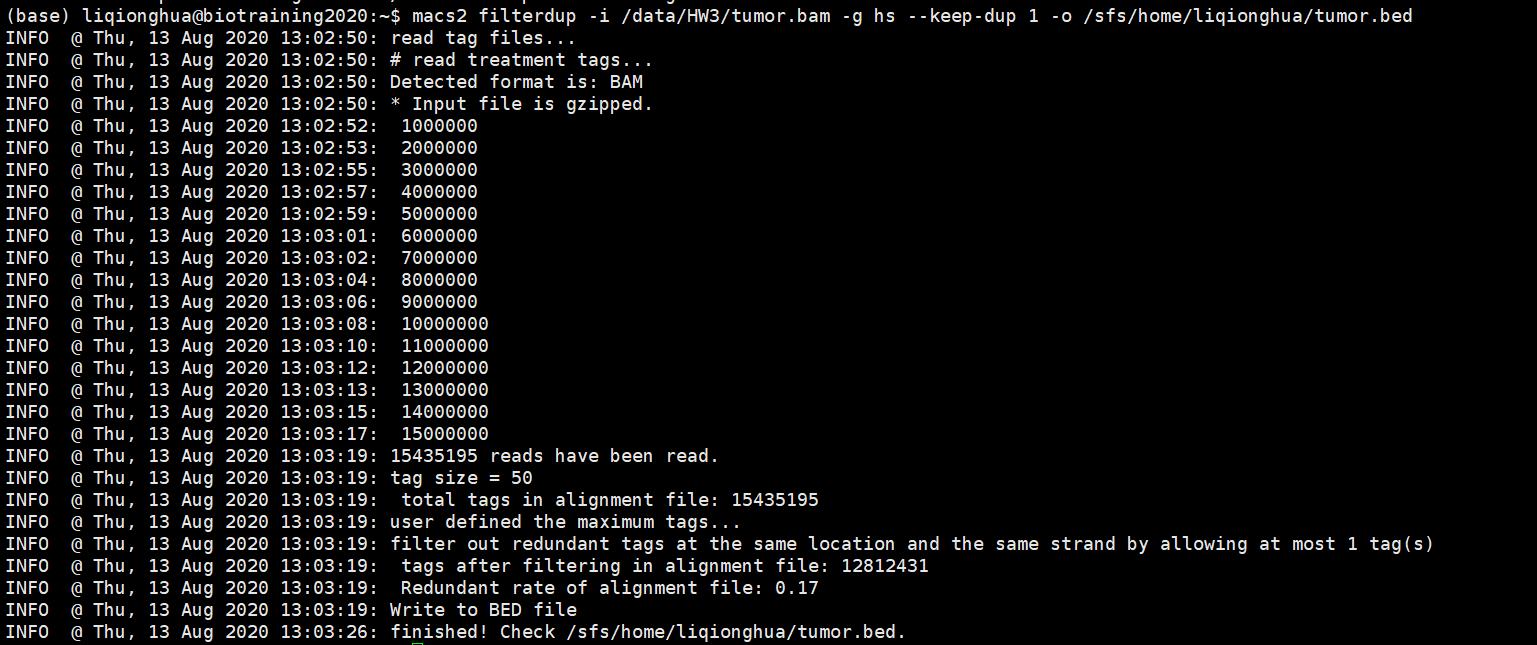 (base) liqionghua@biotraining2020:~$ macs2 filterdup -i /data/HW3/tumor.bam -g hs --keep-dup 1 -o /sfs/home/liqionghua/tumor.bed
INFO  @ Thu, 13 Aug 2020 13:02:50: read tag files...
INFO  @ Thu, 13 Aug 2020 13:02:50: # read treatment tags...
INFO  @ Thu, 13 Aug 2020 13:02:50: Detected format is: BAM
INFO  @ Thu, 13 Aug 2020 13:02:50: * Input file is gzipped.
INFO  @ Thu, 13 Aug 2020 13:02:52:  1000000
INFO  @ Thu, 13 Aug 2020 13:02:53:  2000000
INFO  @ Thu, 13 Aug 2020 13:02:55:  3000000
INFO  @ Thu, 13 Aug 2020 13:02:57:  4000000
INFO  @ Thu, 13 Aug 2020 13:02:59:  5000000
INFO  @ Thu, 13 Aug 2020 13:03:01:  6000000
INFO  @ Thu, 13 Aug 2020 13:03:02:  7000000
INFO  @ Thu, 13 Aug 2020 13:03:04:  8000000
INFO  @ Thu, 13 Aug 2020 13:03:06:  9000000
INFO  @ Thu, 13 Aug 2020 13:03:08:  10000000
INFO  @ Thu, 13 Aug 2020 13:03:10:  11000000
INFO  @ Thu, 13 Aug 2020 13:03:12:  12000000
INFO  @ Thu, 13 Aug 2020 13:03:13:  13000000
INFO  @ Thu, 13 Aug 2020 13:03:15:  14000000
INFO  @ Thu, 13 Aug 2020 13:03:17:  15000000
INFO  @ Thu, 13 Aug 2020 13:03:19: 15435195 reads have been read.
INFO  @ Thu, 13 Aug 2020 13:03:19: tag size = 50
INFO  @ Thu, 13 Aug 2020 13:03:19:  total tags in alignment file: 15435195
INFO  @ Thu, 13 Aug 2020 13:03:19: user defined the maximum tags...
INFO  @ Thu, 13 Aug 2020 13:03:19: filter out redundant tags at the same location and the same strand by allowing at most 1 tag(s)
INFO  @ Thu, 13 Aug 2020 13:03:19:  tags after filtering in alignment file: 12812431
INFO  @ Thu, 13 Aug 2020 13:03:19:  Redundant rate of alignment file: 0.17
INFO  @ Thu, 13 Aug 2020 13:03:19: Write to BED file
INFO  @ Thu, 13 Aug 2020 13:03:26: finished! Check /sfs/home/liqionghua/tumor.bed.